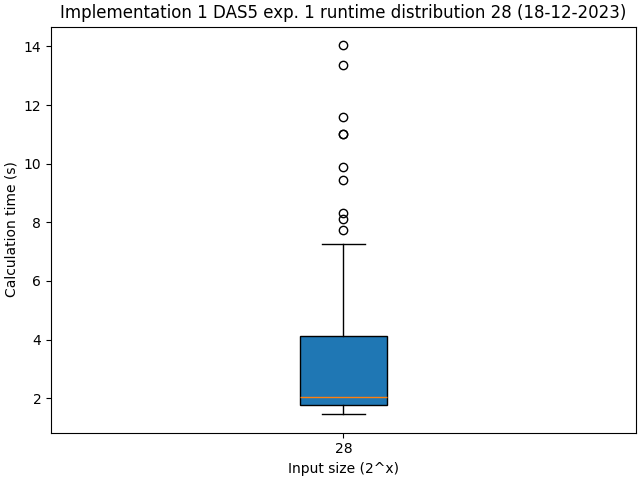 Implementation 1 DAS5 exp. 1 runtime distribution 28 (18-12-2023)
14
12
10
8
6
4
2
Calculation time (s)
28
Input size (2^x)